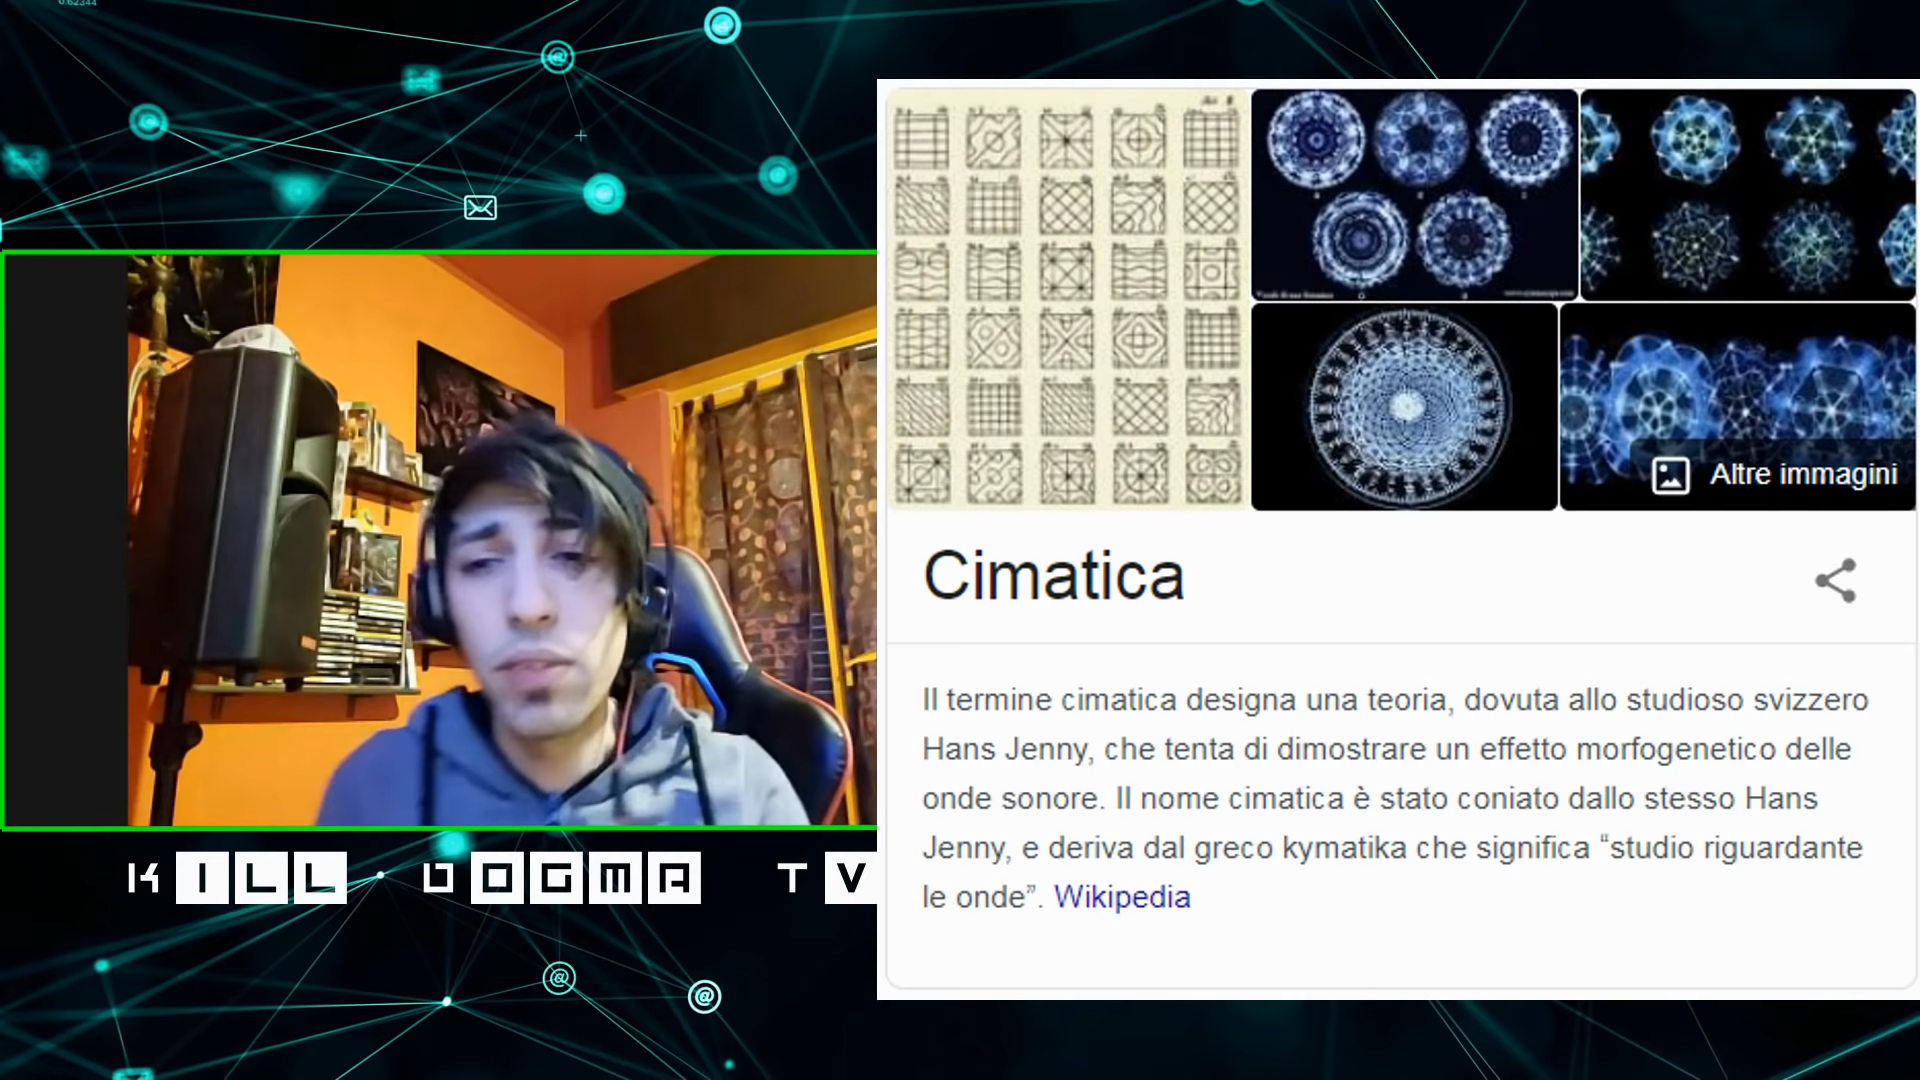 0.62344
KILL DOGMA TV
Altre immagini
Cimatica
Il termine cimatica designa una teoria, dovuta allo studioso svizzero
Hans Jenny, che tenta di dimostrare un effetto morfogenetico delle
onde sonore. Il nome cimatica è stato coniato dallo stesso Hans
Jenny, e deriva dal greco kymatika che significa “studio riguardante
le onde”. Wikipedia